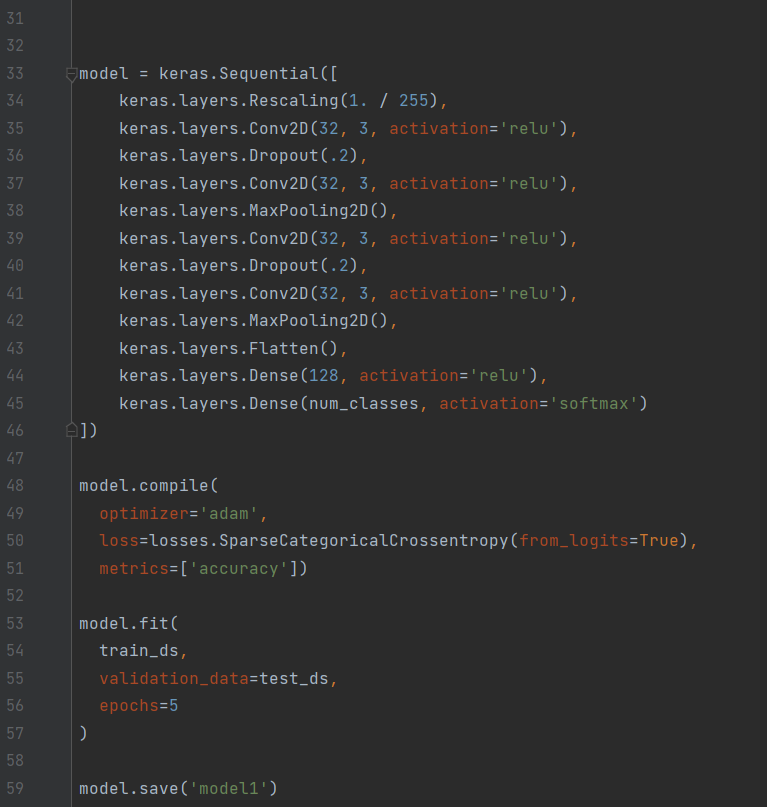 31
32
33 model = keras.Sequential([
34     keras.layers.Rescaling(1. / 255),
35     keras.layers.Conv2D(32, 3, activation='relu'),
36     keras.layers.Dropout(.2),
37     keras.layers.Conv2D(32, 3, activation='relu'),
38     keras.layers.MaxPooling2D(),
39     keras.layers.Conv2D(32, 3, activation='relu'),
40     keras.layers.Dropout(.2),
41     keras.layers.Conv2D(32, 3, activation='relu'),
42     keras.layers.MaxPooling2D(),
43     keras.layers.Flatten(),
44     keras.layers.Dense(128, activation='relu'),
45     keras.layers.Dense(num_classes, activation='softmax')
46 ])
47
48 model.compile(
49   optimizer='adam',
50   loss=losses.SparseCategoricalCrossentropy(from_logits=True),
51   metrics=['accuracy'])
52
53 model.fit(
54   train_ds,
55   validation_data=test_ds,
56   epochs=5
57 )
58
59 model.save('model1')